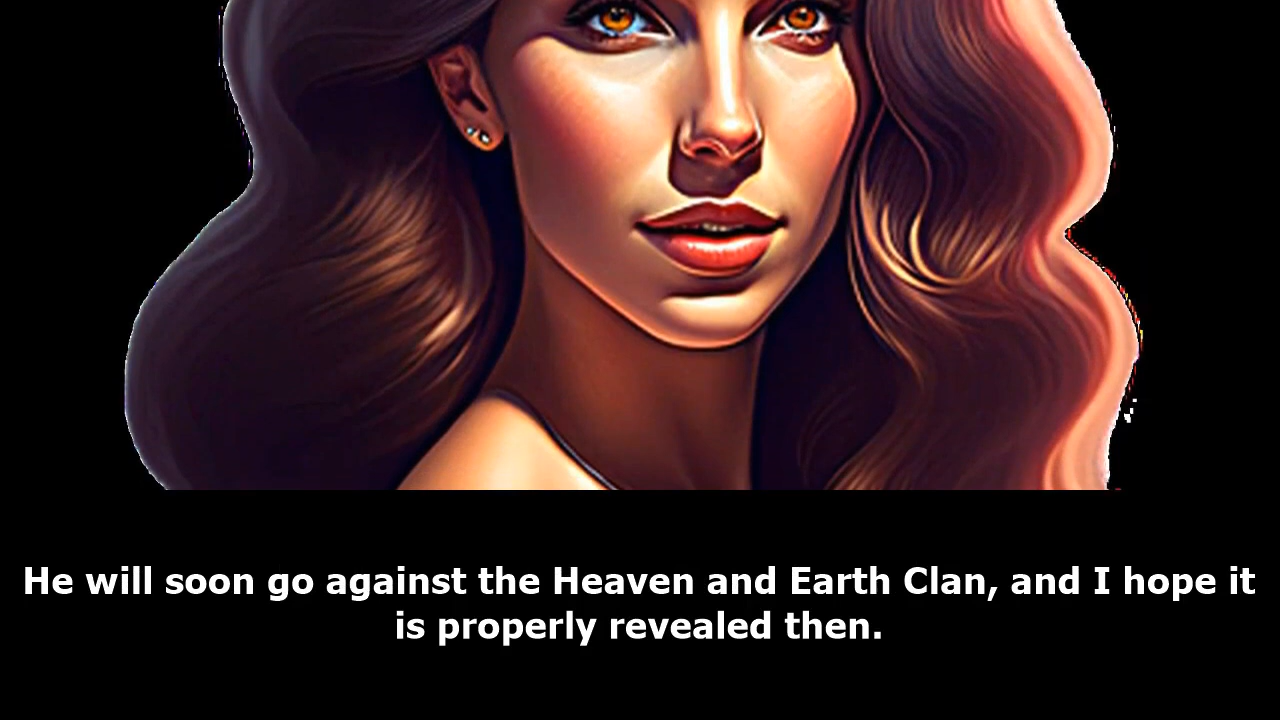 He will soon go against the Heaven and Earth Clan, and I hope it
is properly revealed then.